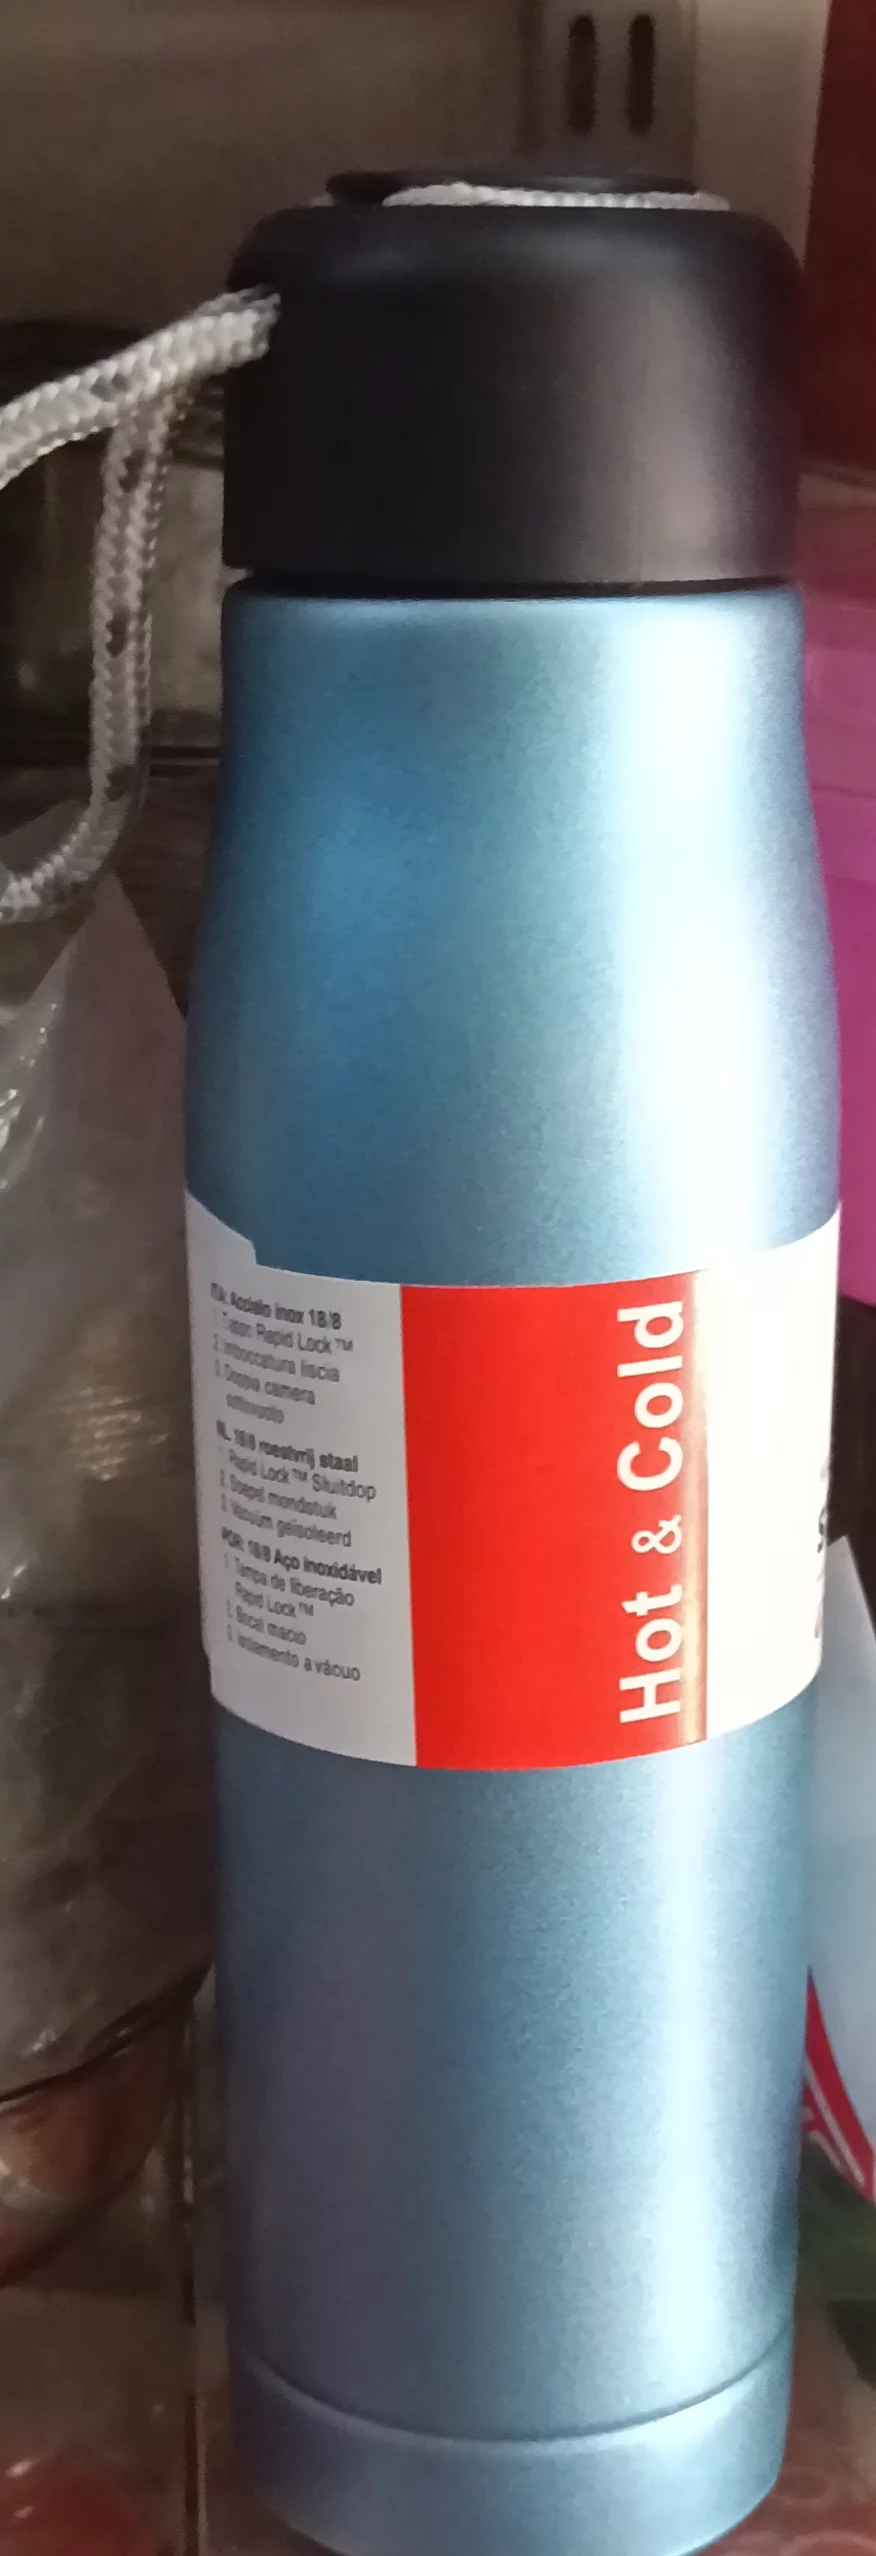 ITA: Acciaio inox 18/8
1. Tappo Rapid Lock™
2. Imboccatura liscia
3. Doppia camera
sottovuoto
NL. 18/8 roestvrij staal
1. Rapid Lock™ Sluitdop
2. Soepel mondstuk
3. Vacuüm geïsoleerd
POR: 18/8 Aço inoxidável
1. Tampa de liberação
Rapid Lock™
2. Bocal macio
3. Isolamento a vácuo
Hot & Cold